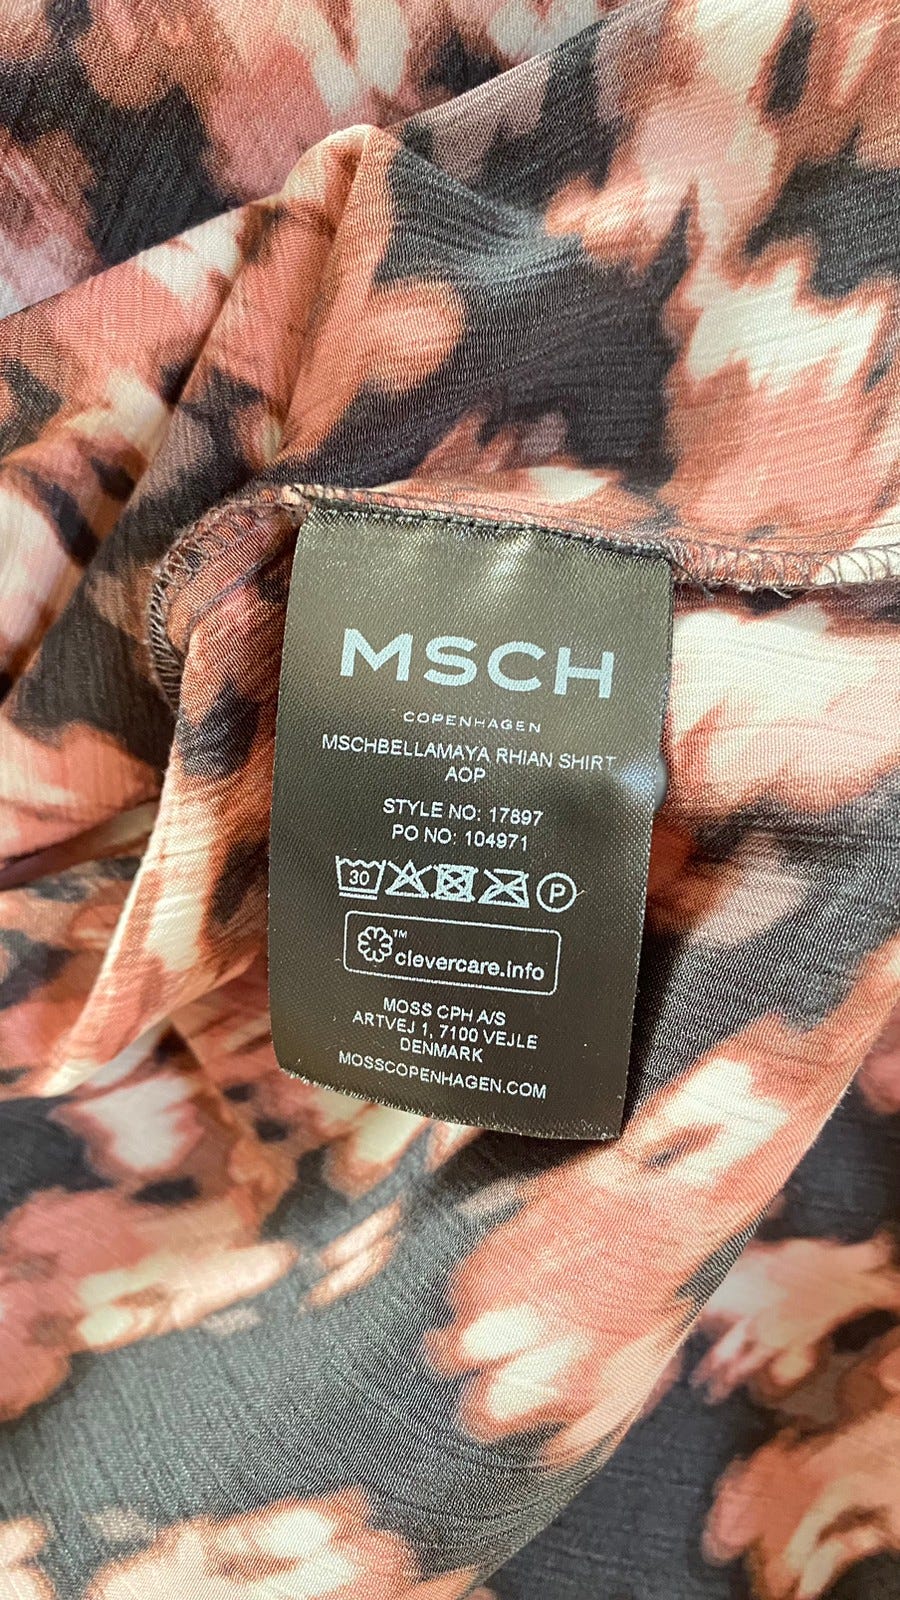 MSCH
COPENHAGEN
MSCHBELLAMAYA RHIAN SHIRT
AOP
STYLE NO: 17897
PO NO: 104971
30 P
™ clevercare.info
MOSS CPH A/S
ARTVEJ 1, 7100 VEJLE
DENMARK
MOSSCOPENHAGEN.COM